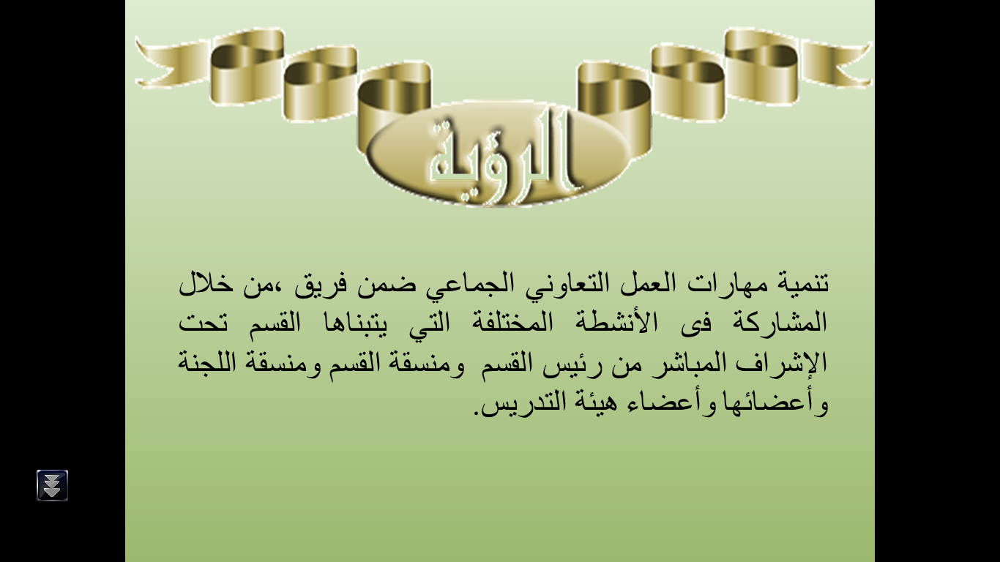 الرؤية
تنمية مهارات العمل التعاوني الجماعي ضمن فريق ،من خلال
المشاركة فى الأنشطة المختلفة التي يتبناها القسم تحت
الإشراف المباشر من رئيس القسم  ومنسقة القسم ومنسقة اللجنة
وأعضائها وأعضاء هيئة التدريس.